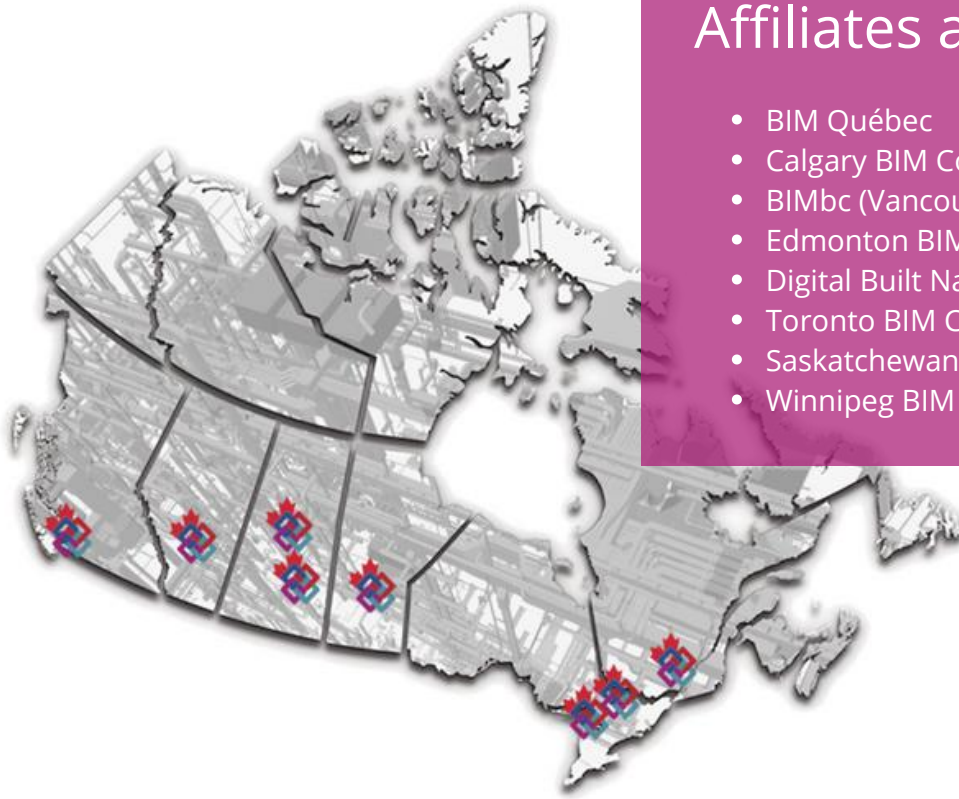 Affiliates a
• BIM Québec
• Calgary BIM Co
• BIMbc (Vancou
• Edmonton BIM
• Digital Built Na
• Toronto BIM C
• Saskatchewan
• Winnipeg BIM